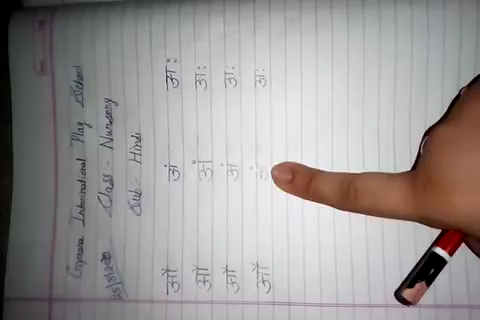 International Play School
Class :- Nursery
Sub :- Hindi
औ अं अः
औ अं अः
औ अं अः
औ अं अः